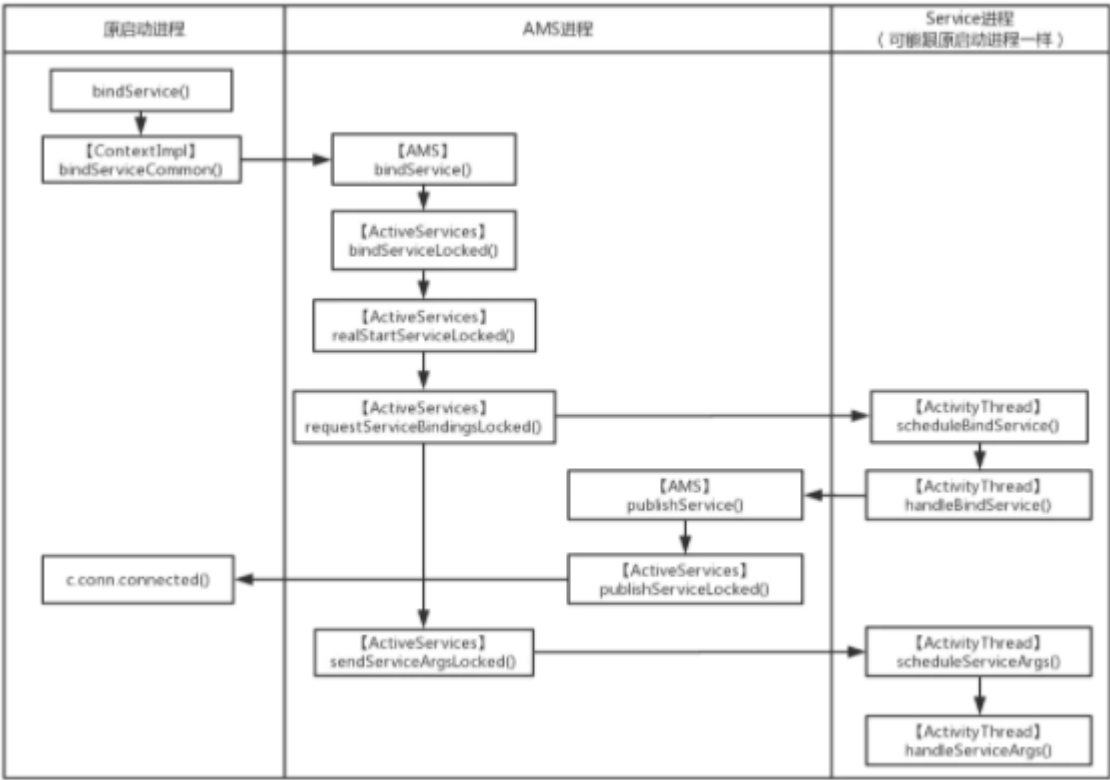 原启动进程
AMS进程
Service进程
（可能跟原启动进程一样）
bindService()
【ContextImpl】
bindServiceCommon()
【AMS】
bindService()
【ActiveServices】
bindServiceLocked()
【ActiveServices】
realStartServiceLocked()
【ActiveServices】
requestServiceBindingsLocked()
【ActivityThread】
scheduleBindService()
【AMS】
publishService()
【ActivityThread】
handleBindService()
c.conn.connected()
【ActiveServices】
publishServiceLocked()
【ActiveServices】
sendServiceArgsLocked()
【ActivityThread】
scheduleServiceArgs()
【ActivityThread】
handleServiceArgs()